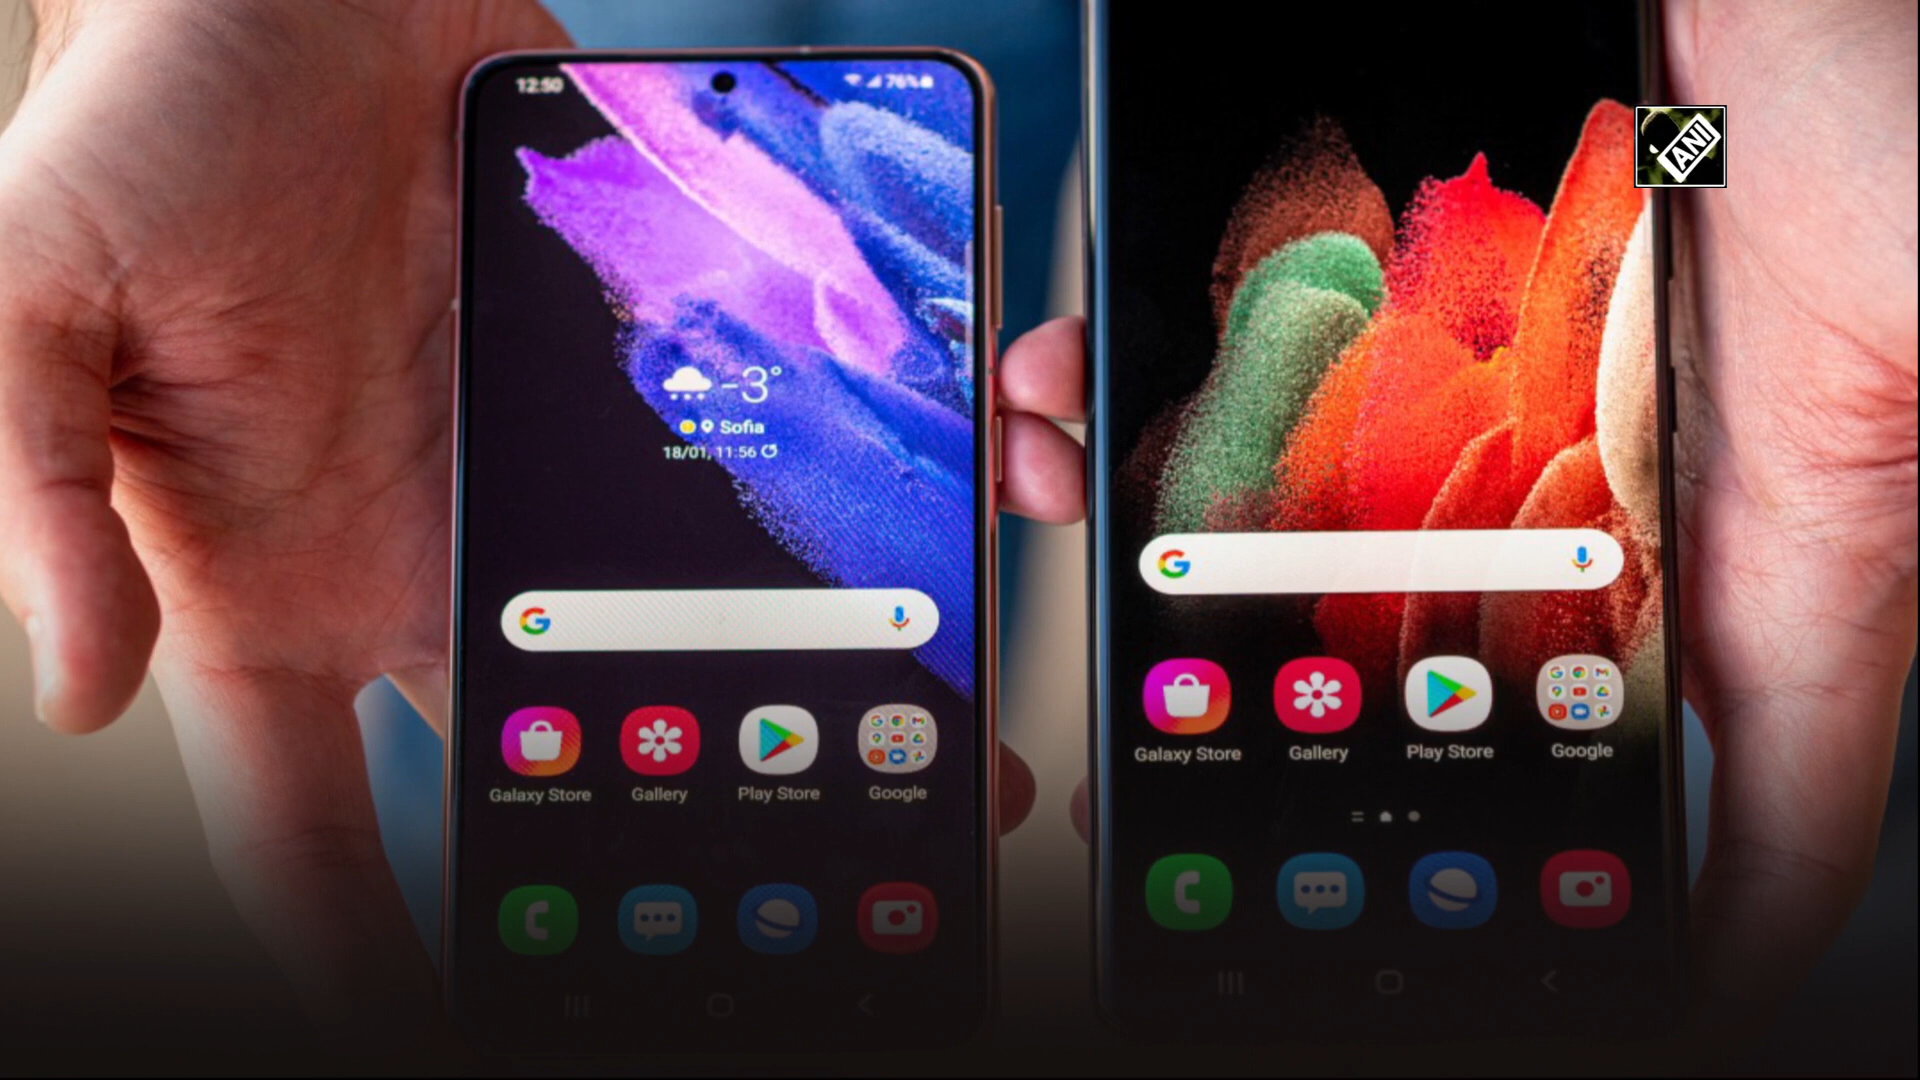 12:50
76%
-3°
Sofia
18/01, 11:56
Galaxy Store
Gallery
Play Store
Google
ANI
Galaxy Store
Gallery
Play Store
Google